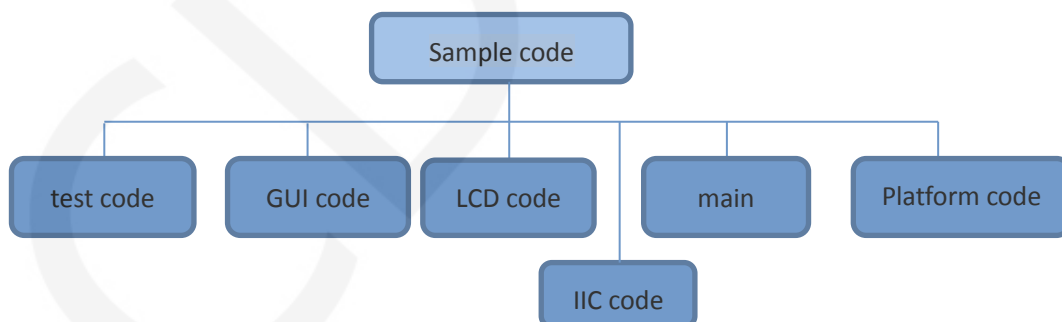 Sample code
test code
GUI code
LCD code
main
Platform code
IIC code